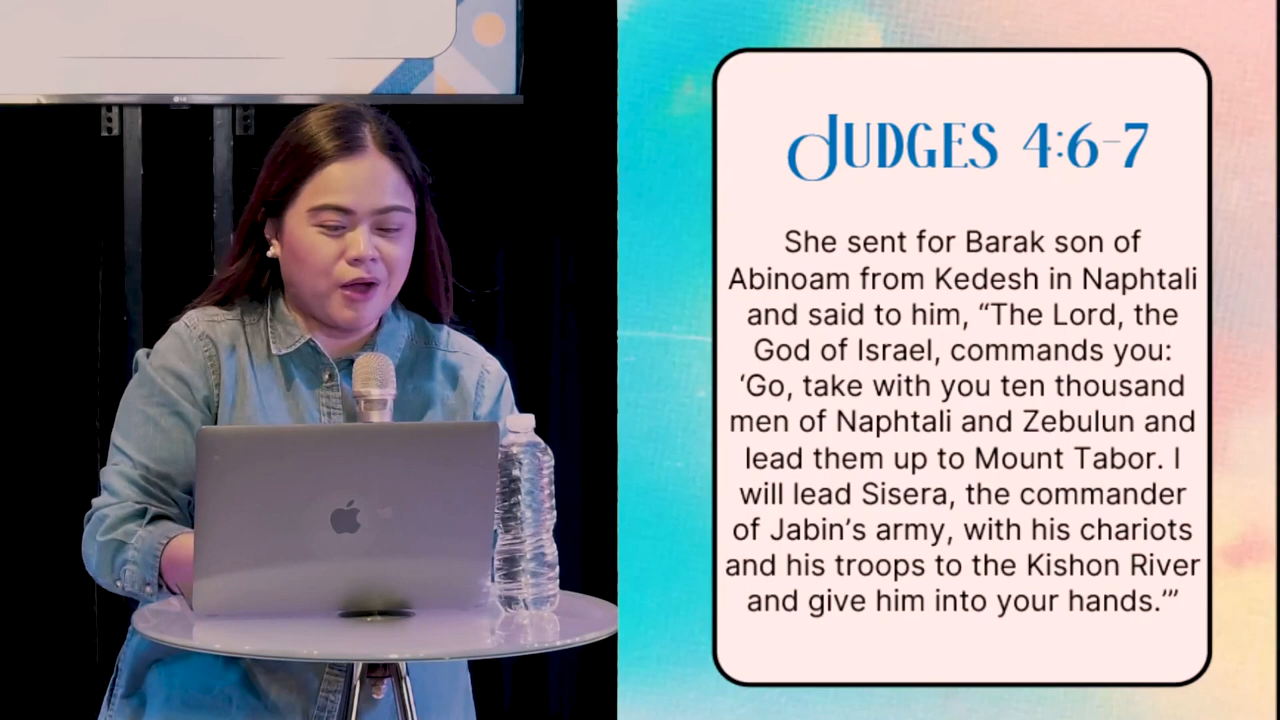 LG
JUDGES 4:6-7
She sent for Barak son of
Abinoam from Kedesh in Naphtali
and said to him, “The Lord, the
God of Israel, commands you:
‘Go, take with you ten thousand
men of Naphtali and Zebulun and
lead them up to Mount Tabor. I
will lead Sisera, the commander
of Jabin’s army, with his chariots
and his troops to the Kishon River
and give him into your hands.’”